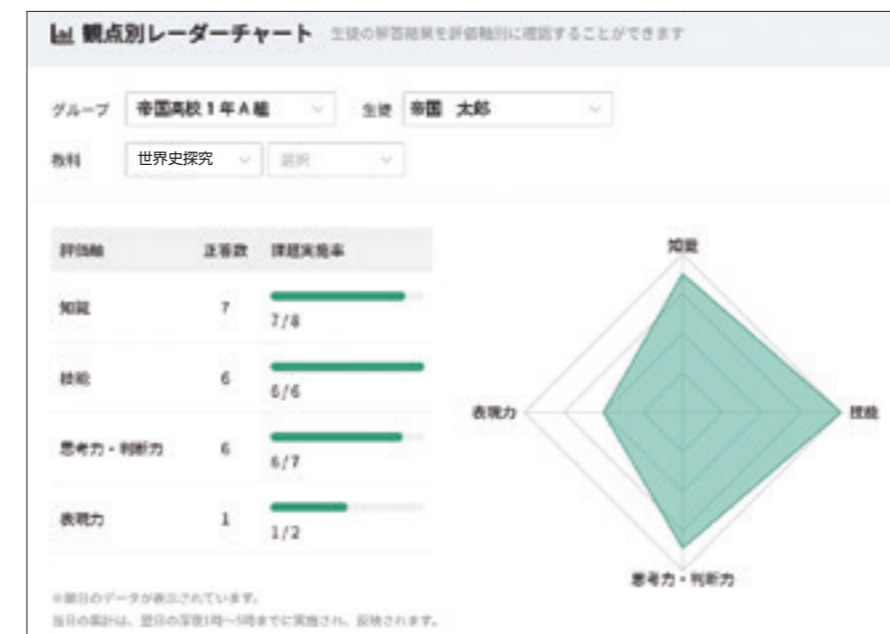 観点別レーダーチャート 生徒の解答結果を評価軸別に確認することができます
グループ 帝国高校1年A組 生徒 帝国 太郎
教科 世界史探究 選択
評価軸 正答数 課題実施率
知識 7 7/8
技能 6 6/6
思考力・判断力 6 6/7
表現力 1 1/2
知識
表現力 技能
思考力・判断力
※前日のデータが表示されています。
当日の集計は、翌日の深夜1時～5時までに実施され、反映されます。